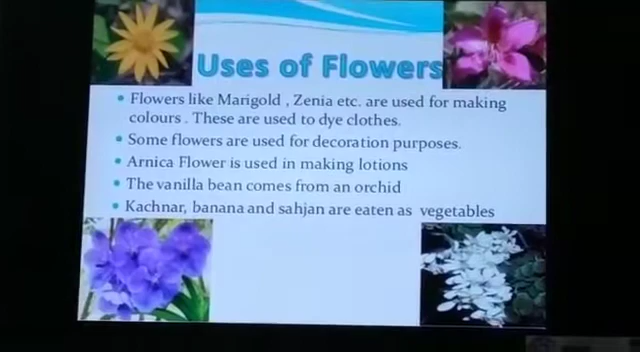 Uses of Flowers
• Flowers like Marigold , Zenia etc. are used for making
colours . These are used to dye clothes.
• Some flowers are used for decoration purposes.
• Arnica Flower is used in making lotions
• The vanilla bean comes from an orchid
• Kachnar, banana and sahjan are eaten as vegetables